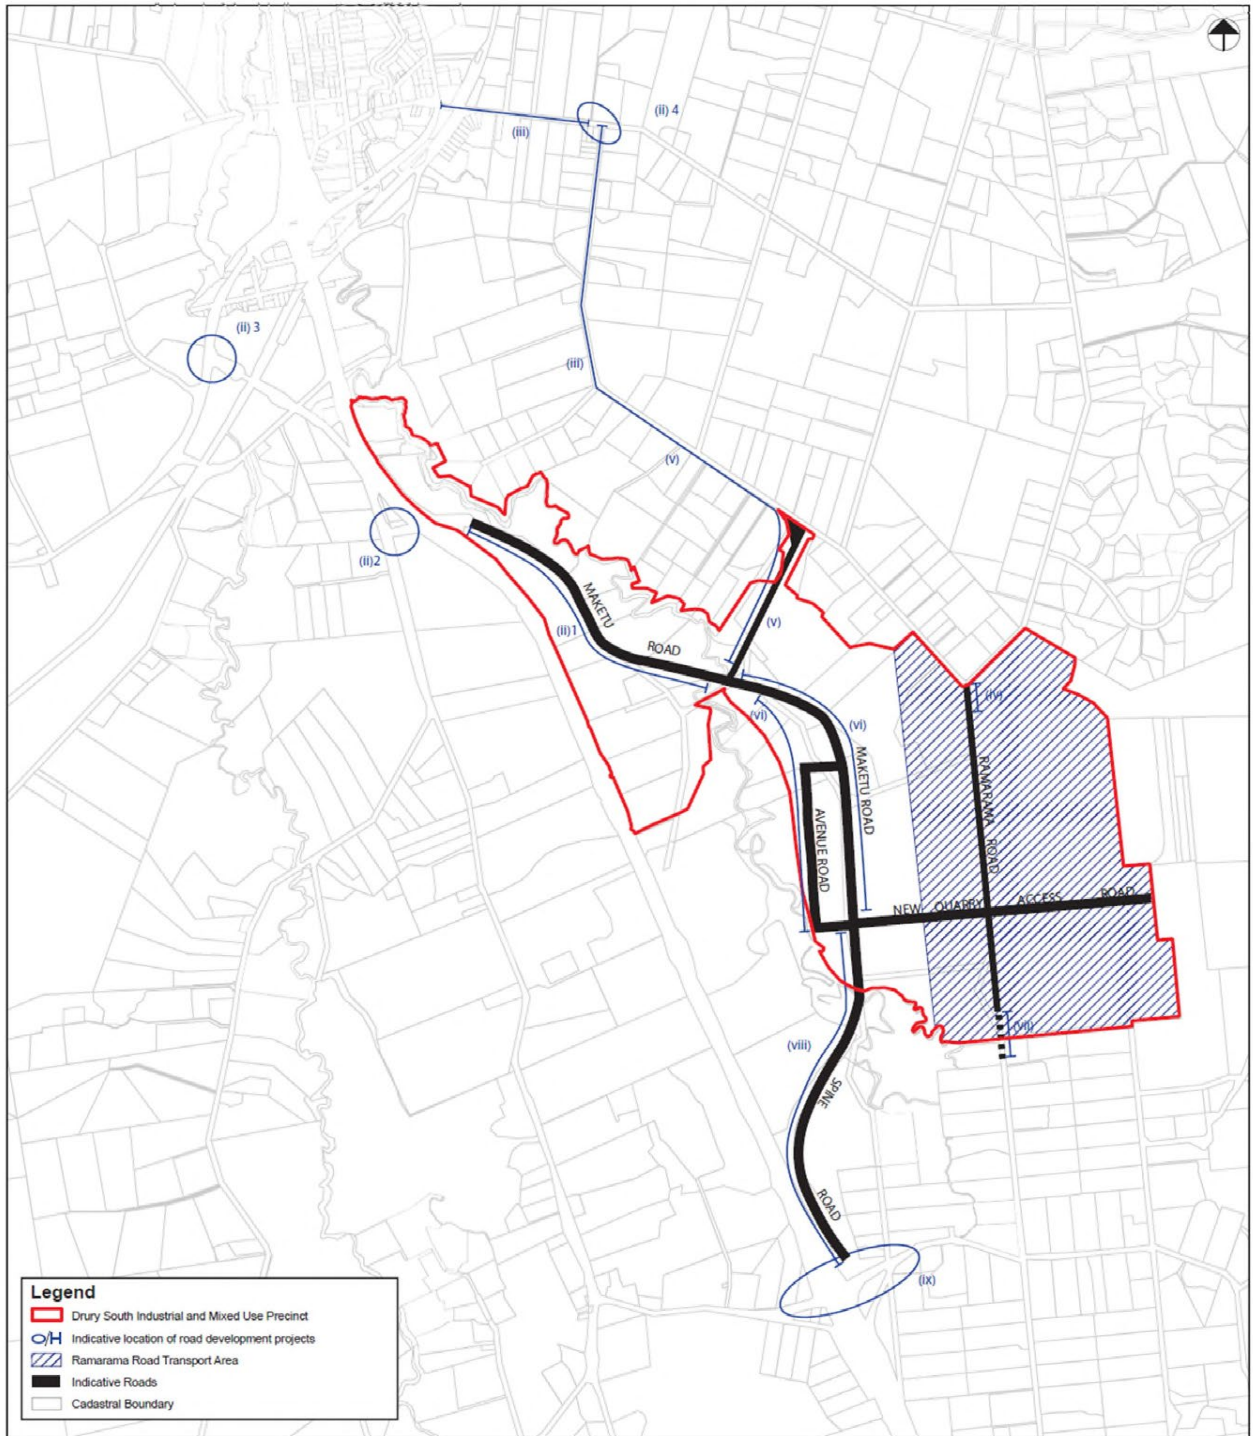 (ii) 4
(iii)
(ii) 3
(iii)
(v)
(ii)2
MAKETU
(ii)1
ROAD
(v)
(iv)
(vi)
(vi)
MAKETU ROAD
RAMARAMA ROAD
AVENUE ROAD
NEW QUARRY ACCESS ROAD
(vii)
(viii)
SPINE
ROAD
(ix)
Legend
Drury South Industrial and Mixed Use Precinct
O/H Indicative location of road development projects
Ramarama Road Transport Area
Indicative Roads
Cadastral Boundary